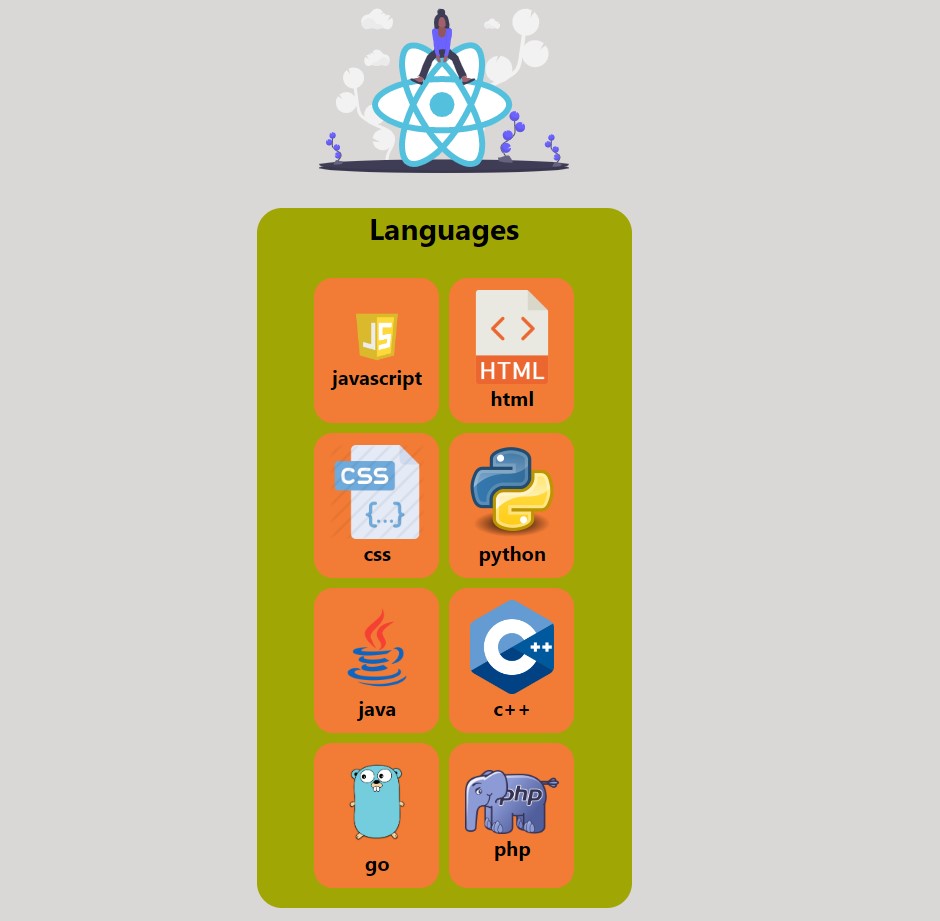 Languages
JS
javascript
< >
HTML
html
CSS
{...}
css
python
java
C++
c++
go
php
php